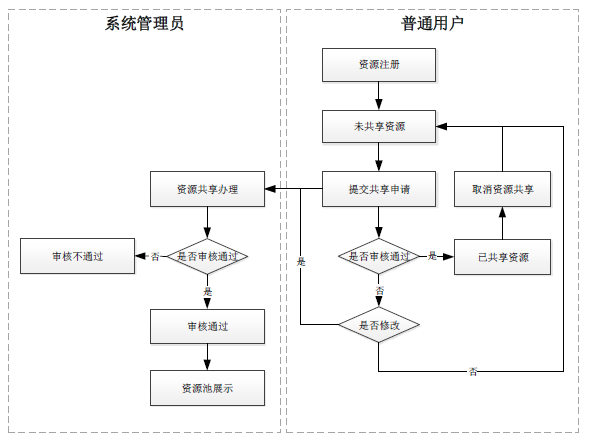 系统管理员
普通用户
资源注册
未共享资源
资源共享办理
提交共享申请
取消资源共享
审核不通过
否
是否审核通过
是否审核通过
是
已共享资源
是
是
否
审核通过
是否修改
否
资源池展示